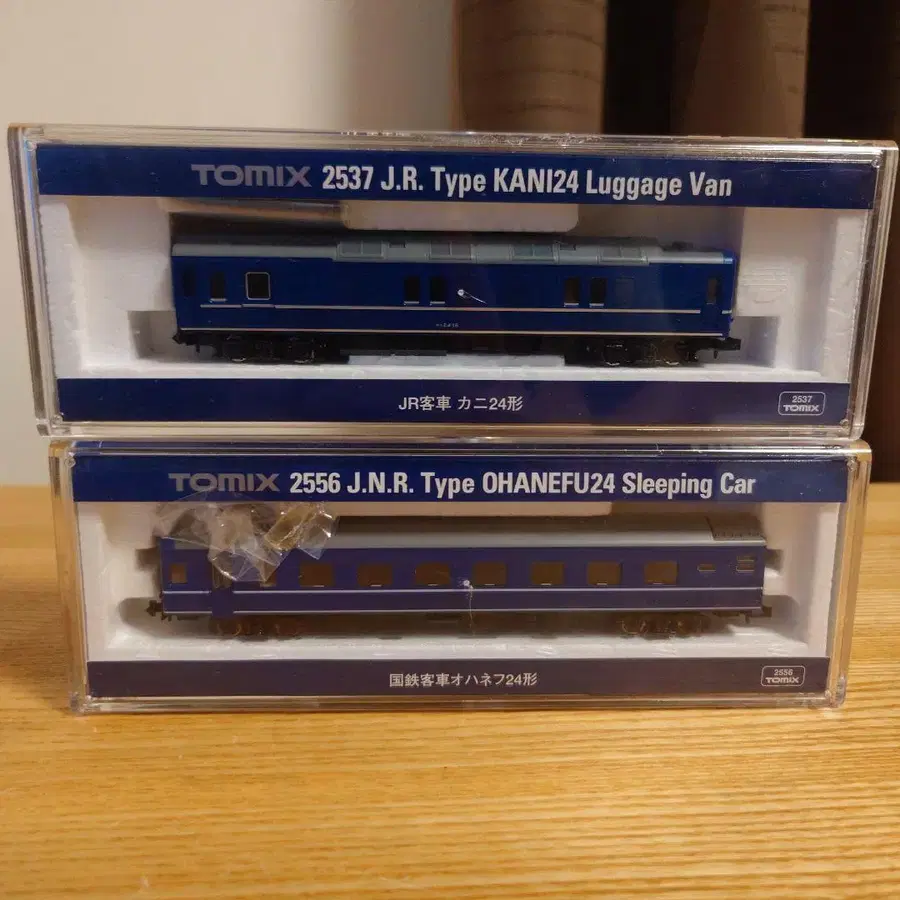 TOMIX 2537 J.R. Type KANI24 Luggage Van
JR客車 カニ24形
2537
TOMIX
TOMIX 2556 J.N.R. Type OHANEFU24 Sleeping Car
国鉄客車オハネフ24形
2556
TOMIX